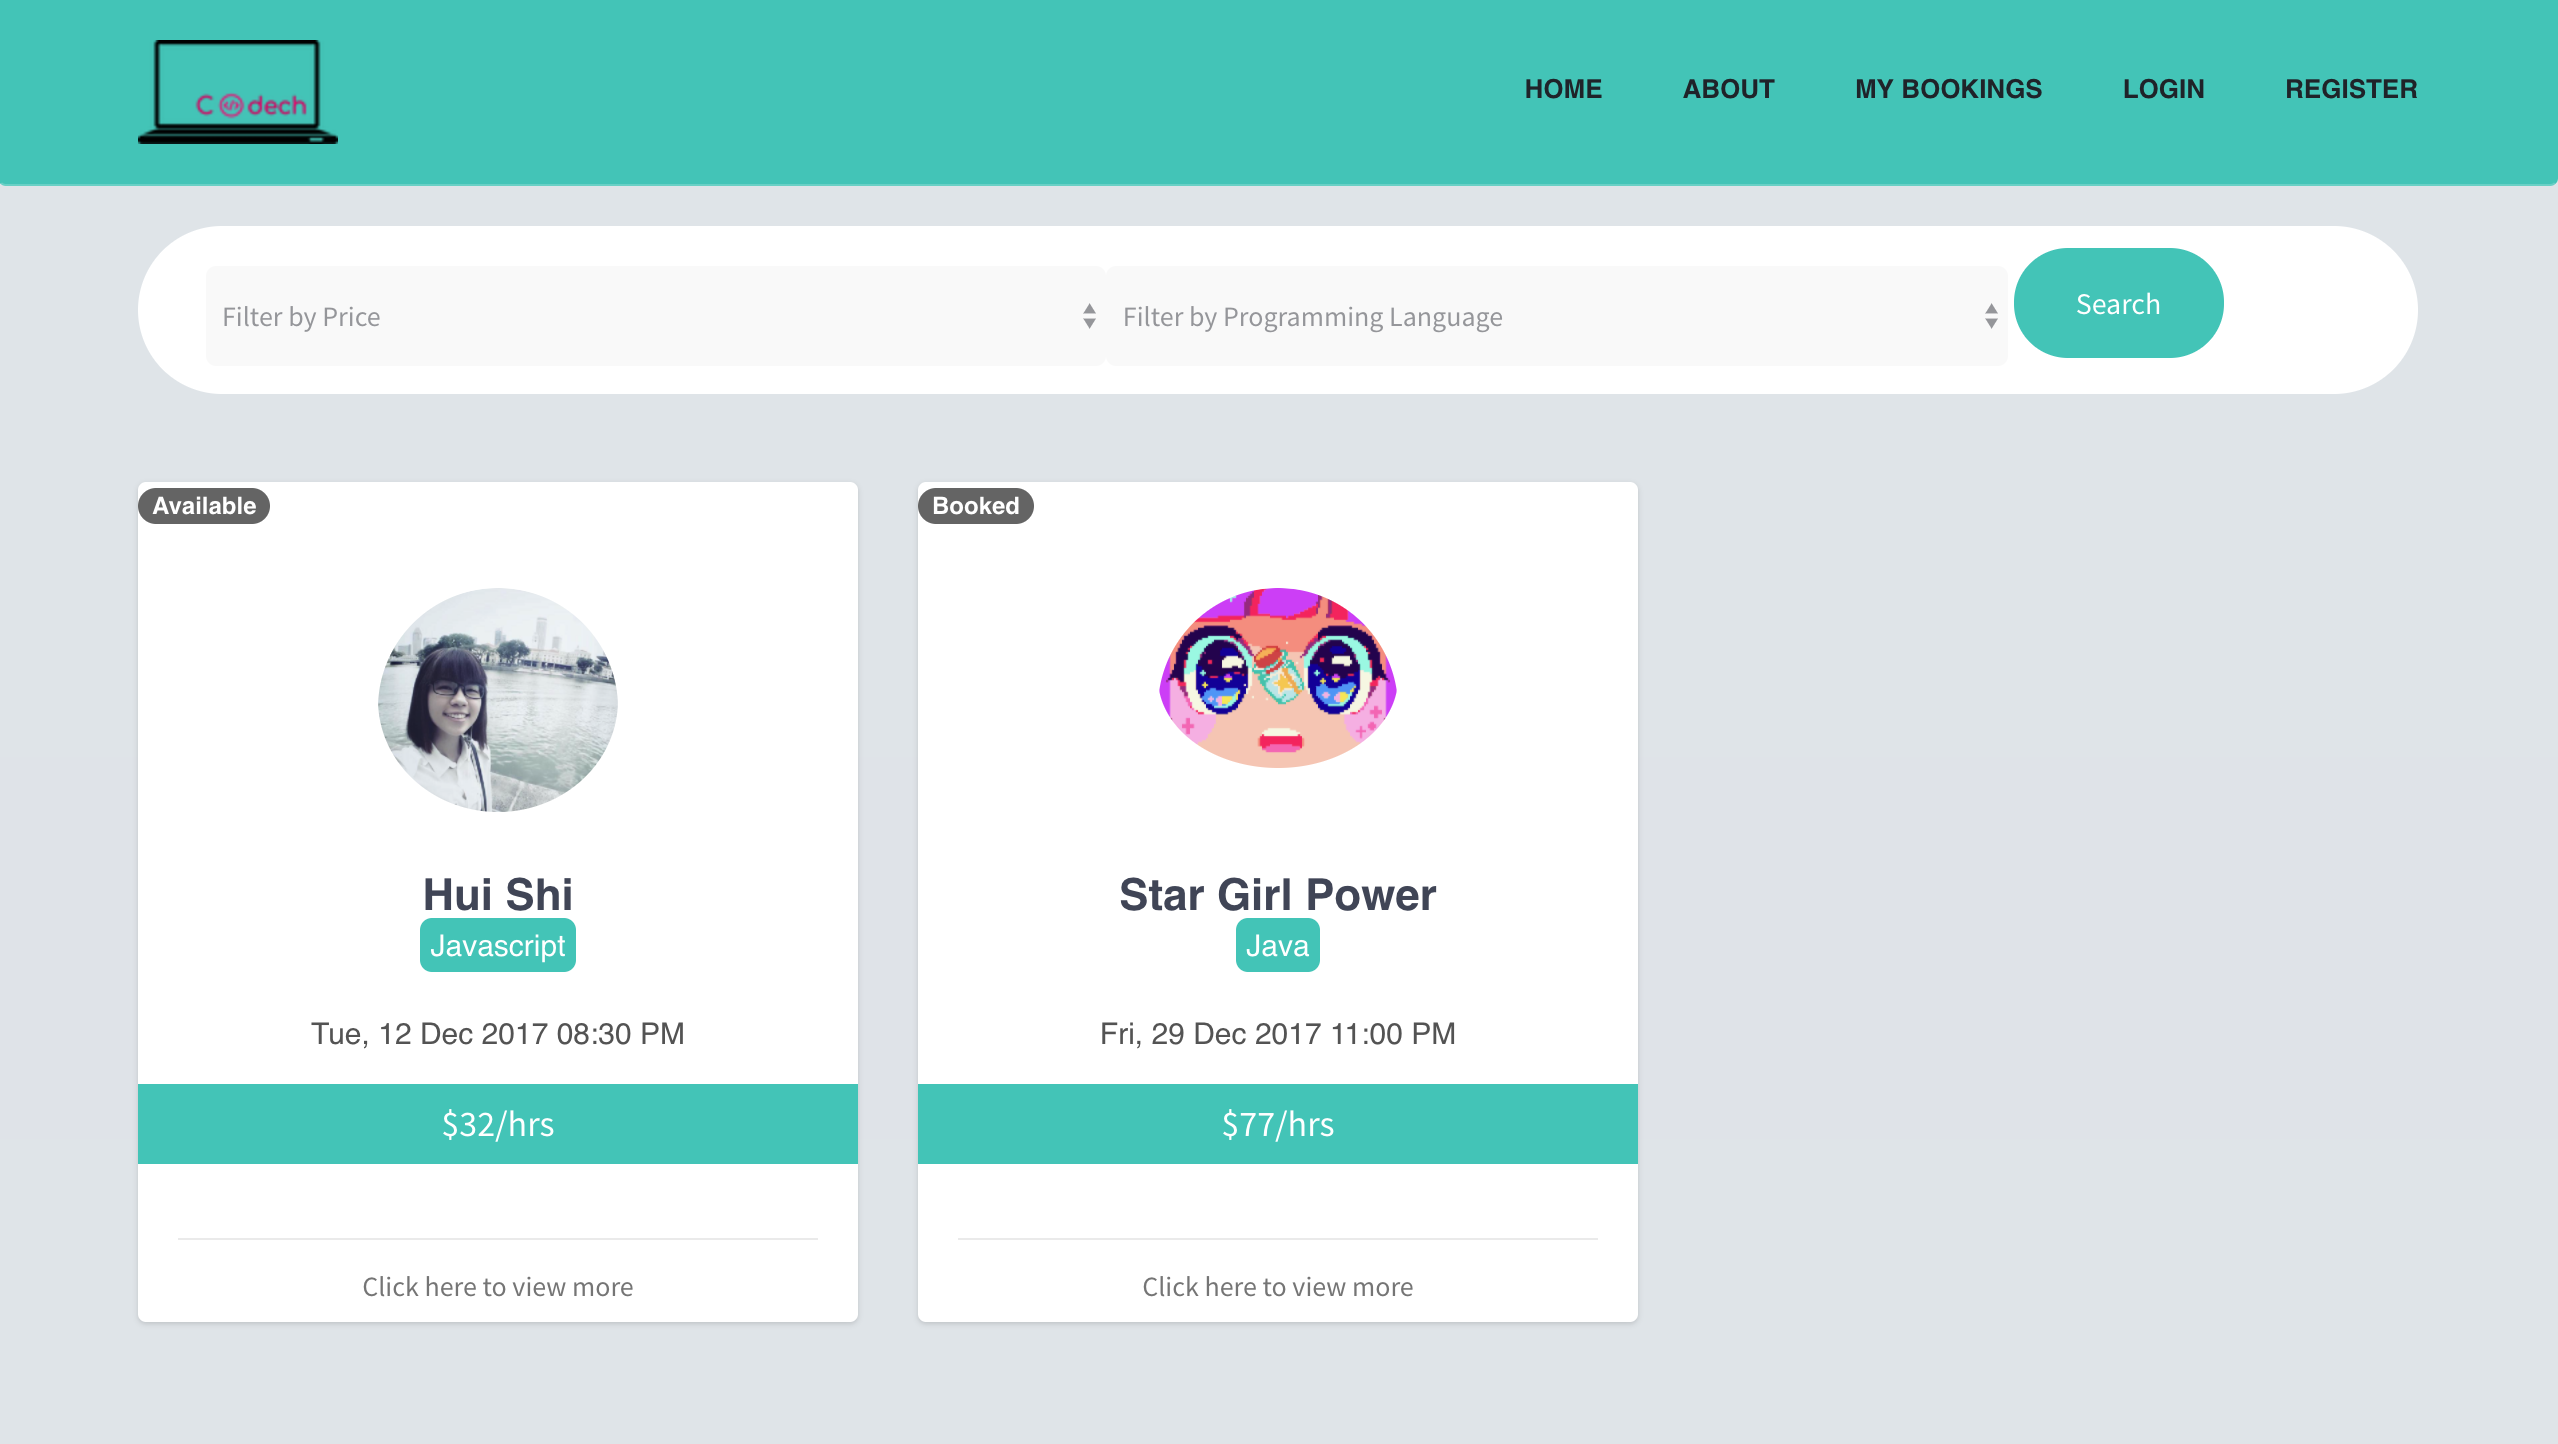 C</>dech
HOME ABOUT MY BOOKINGS LOGIN REGISTER
Filter by Price Filter by Programming Language Search
Available
Hui Shi
Javascript
Tue, 12 Dec 2017 08:30 PM
$32/hrs
Click here to view more
Booked
Star Girl Power
Java
Fri, 29 Dec 2017 11:00 PM
$77/hrs
Click here to view more